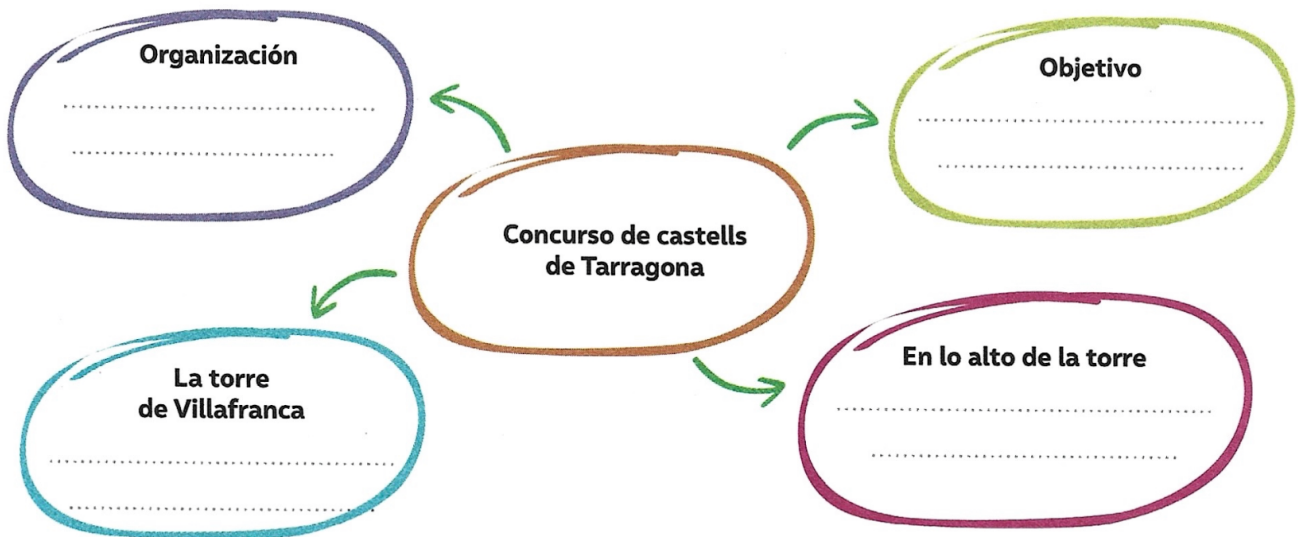 Organización
Objetivo
Concurso de castells
de Tarragona
La torre
de Villafranca
En lo alto de la torre